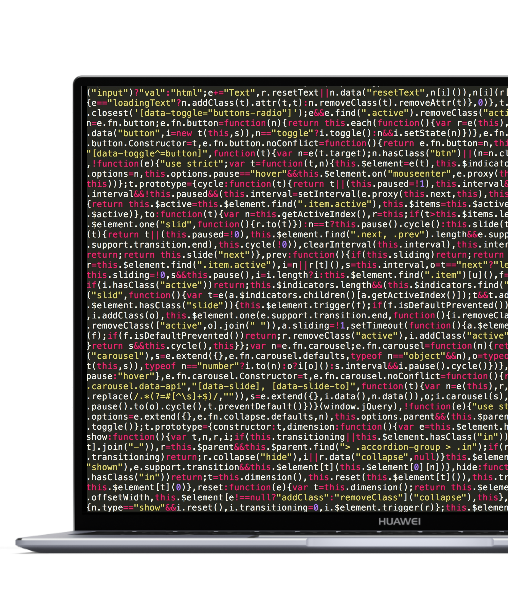 ("input")?"val":"html";e+="Text",r.resetText||n.data("resetText",n[i]()),n[i](r
{e=="loadingText"?n.addClass(t).attr(t,t):n.removeClass(t).removeAttr(t)},0)},t.
.closest('[data-toggle="buttons-radio"]');e&&e.find(".active").removeClass("acti
n=e.fn.button;e.fn.button=function(n){return this.each(function(){var r=e(this),
data("button",i=new t(this,s)),n=="toggle"?i.toggle():n&&i.setState(n)})},e.fn.
.button.Constructor=t,e.fn.button.noConflict=function(){return e.fn.button=n,thi
"[data-toggle^=button]",function(t){var n=e(t.target);n.hasClass("btn")||(n=n.cl
!function(e){"use strict";var t=function(t,n){this.$element=e(t),this.$indicato
options=n,this.options.pause=="hover"&&this.$element.on("mouseenter",e.proxy(th
this))};t.prototype={cycle:function(t){return t||(this.paused=!1),this.interval&
interval&&!this.paused&&(this.interval=setInterval(e.proxy(this.next,this),this
{return this.$active=this.$element.find(".item.active"),this.$items=this.$active
.$active)},to:function(t){var n=this.getActiveIndex(),r=this;if(t>this.$items.le
$element.one("slid",function(){r.to(t)}):n==t?this.pause().cycle():this.slide(t
(t){return t||(this.paused=!0),this.$element.find(".next, .prev").length&&e.s
.support.transition.end),this.cycle(!0)),clearInterval(this.interval),this.inter
return;return this.slide("next")},prev:function(){if(this.sliding)return;return
r=this.$element.find(".item.active"),i=n||r[t](),s=this.interval,o=t=="next"?"le
this.sliding=!0,s&&this.pause(),i=i.length?i:this.$element.find(".item")[u](),f=
if(i.hasClass("active"))return;this.$indicators.length&&(this.$indicators.find("
("slid",function(){var t=e(a.$indicators.children()[a.getActiveIndex()]);t&&t.ad
$element.hasClass("slide")){this.$element.trigger(f);if(f.isDefaultPrevented())
,i.addClass(o),this.$element.one(e.support.transition.end,function(){i.removeCla
.removeClass(["active",o].join(" ")),a.sliding=!1,setTimeout(function(){a.$eleme
(f);if(f.isDefaultPrevented())return;r.removeClass("active"),i.addClass("active"
return s&&this.cycle(),this}};var n=e.fn.carousel;e.fn.carousel=function(n){retu
("carousel"),s=e.extend({},e.fn.carousel.defaults,typeof n=="object"&&n),o=typeo
t(this,s)),typeof n=="number"?i.to(n):o?i[o]():s.interval&&i.pause().cycle()})},
pause:"hover"},e.fn.carousel.Constructor=t,e.fn.carousel.noConflict=function(){r
.carousel.data-api","[data-slide], [data-slide-to]",function(t){var n=e(this),r,
.replace(/.*(?=#[^\s]+$)/,"")),s=e.extend({},i.data(),n.data()),o;i.carousel(s),
.pause().to(o).cycle(),t.preventDefault()})}(window.jQuery),!function(e){"use st
options=e.extend({},e.fn.collapse.defaults,n),this.options.parent&&(this.$parent
.toggle()};t.prototype={constructor:t,dimension:function(){var e=this.$element.h
show:function(){var t,n,r,i;if(this.transitioning||this.$element.hasClass("in"))
t].join("-")),r=this.$parent&&this.$parent.find("> .accordion-group > .in");if(r
transitioning)return;r.collapse("hide"),i||r.data("collapse",null)}this.$element
"shown"),e.support.transition&&this.$element[t](this.$element[0][n])},hide:funct
.hasClass("in"))return;t=this.dimension(),this.reset(this.$element[t]()),this.tr
this.$element[t](0)},reset:function(e){var t=this.dimension();return this.$eleme
.offsetWidth,this.$element[e!==null?"addClass":"removeClass"]("collapse"),this},
{n.type=="show"&&i.reset(),i.transitioning=0,i.$element.trigger(r)};this.transit
HUAWEI